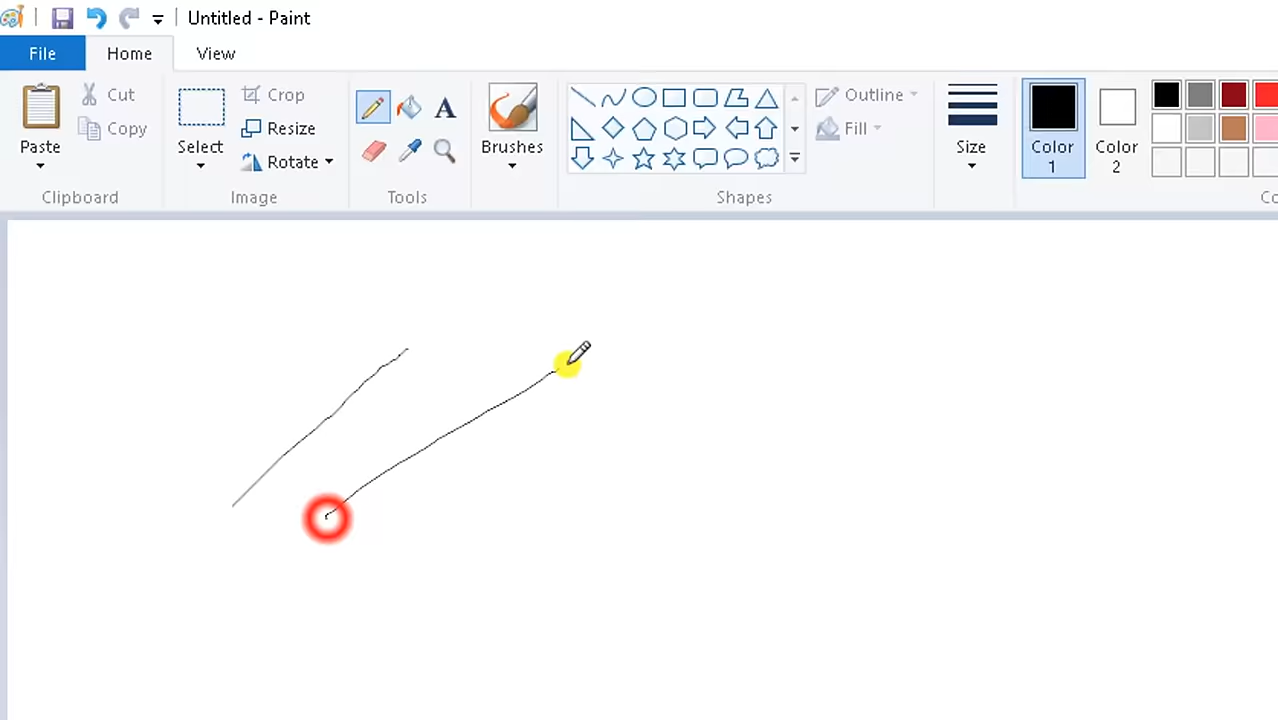 Untitled - Paint
File Home View
Cut
Copy
Paste
Clipboard
Select
Crop
Resize
Rotate
Image
A
Tools
Brushes
Shapes
Outline
Fill
Size
Color
1
Color
2
Co